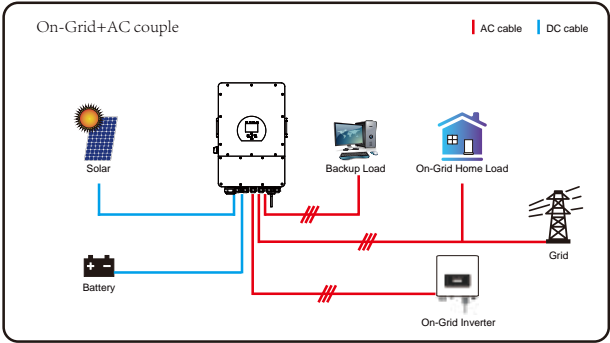 On-Grid+AC couple
AC cable
DC cable
Solar
Backup Load
On-Grid Home Load
Grid
Battery
On-Grid Inverter